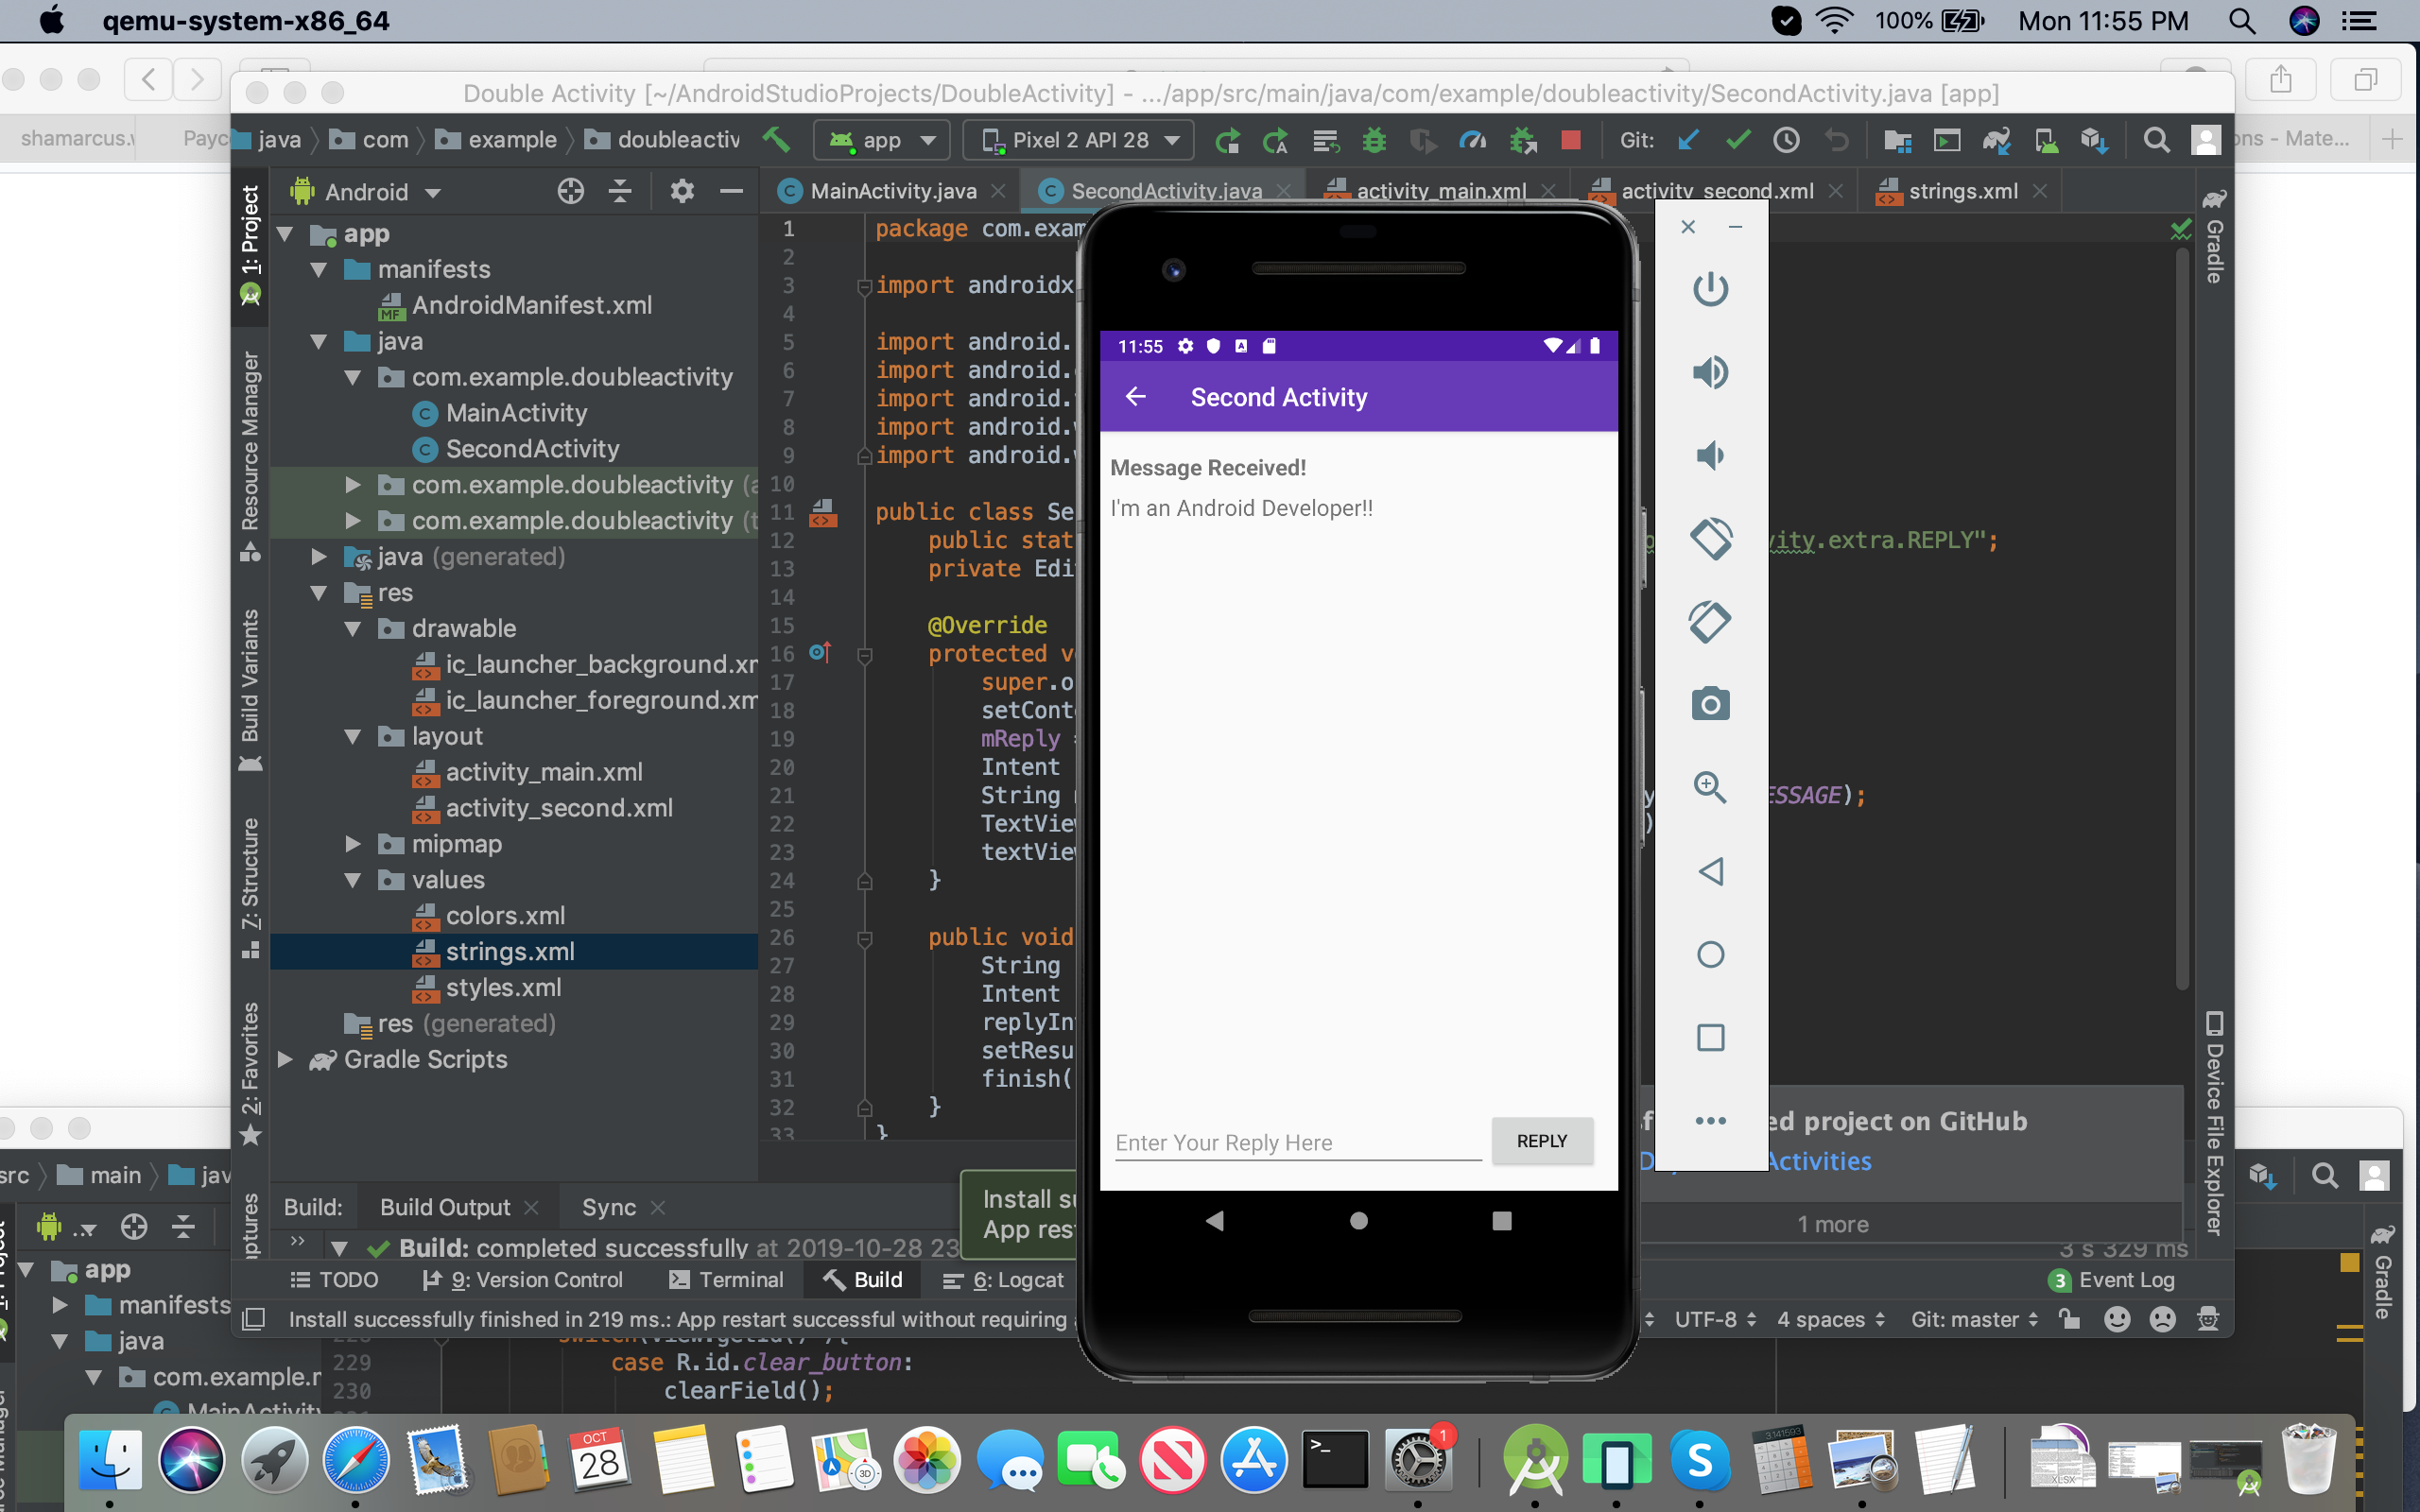 qemu-system-x86_64
100%
Mon 11:55 PM
Double Activity [~/AndroidStudioProjects/DoubleActivity] - .../app/src/main/java/com/example/doubleactivity/SecondActivity.java [app]
java
com
example
doubleactiv
app
Pixel 2 API 28
Git:
Android
MainActivity.java
SecondActivity.java
activity_main.xml
activity_second.xml
strings.xml
1: Project
Resource Manager
Build Variants
7: Structure
2: Favorites
app
manifests
AndroidManifest.xml
java
com.example.doubleactivity
MainActivity
SecondActivity
com.example.doubleactivity (a
com.example.doubleactivity (t
java (generated)
res
drawable
ic_launcher_background.xm
ic_launcher_foreground.xm
layout
activity_main.xml
activity_second.xml
mipmap
values
colors.xml
strings.xml
styles.xml
res (generated)
Gradle Scripts
1 package com.exam
2
3 import androidx
4
5 import android.
6 import android.
7 import android.
8 import android.
9 import android.
10
11 public class Se
12 public stat
vity.extra.REPLY";
13 private Edi
14
15 @Override
16 protected v
17 super.o
18 setCont
19 mReply =
20 Intent
21 String
ESSAGE);
22 TextView
)
23 textView
24 }
25
26 public void
27 String
28 Intent
29 replyIn
30 setResu
31 finish(
32 }
33 }
11:55
Second Activity
Message Received!
I'm an Android Developer!!
Enter Your Reply Here
REPLY
Gradle
Device File Explorer
ed project on GitHub
Activities
1 more
Install su
App rest
Build:
Build Output
Sync
Build: completed successfully at 2019-10-28 23
3 s 329 ms
TODO
9: Version Control
Terminal
Build
6: Logcat
3 Event Log
Install successfully finished in 219 ms.: App restart successful without requiring
UTF-8
4 spaces
Git: master
src
main
jav
app
manifests
java
com.example.m
MainActivity
229 case R.id.clear_button:
230 clearField();
Gradle
OCT
28
3D
1
XLSX